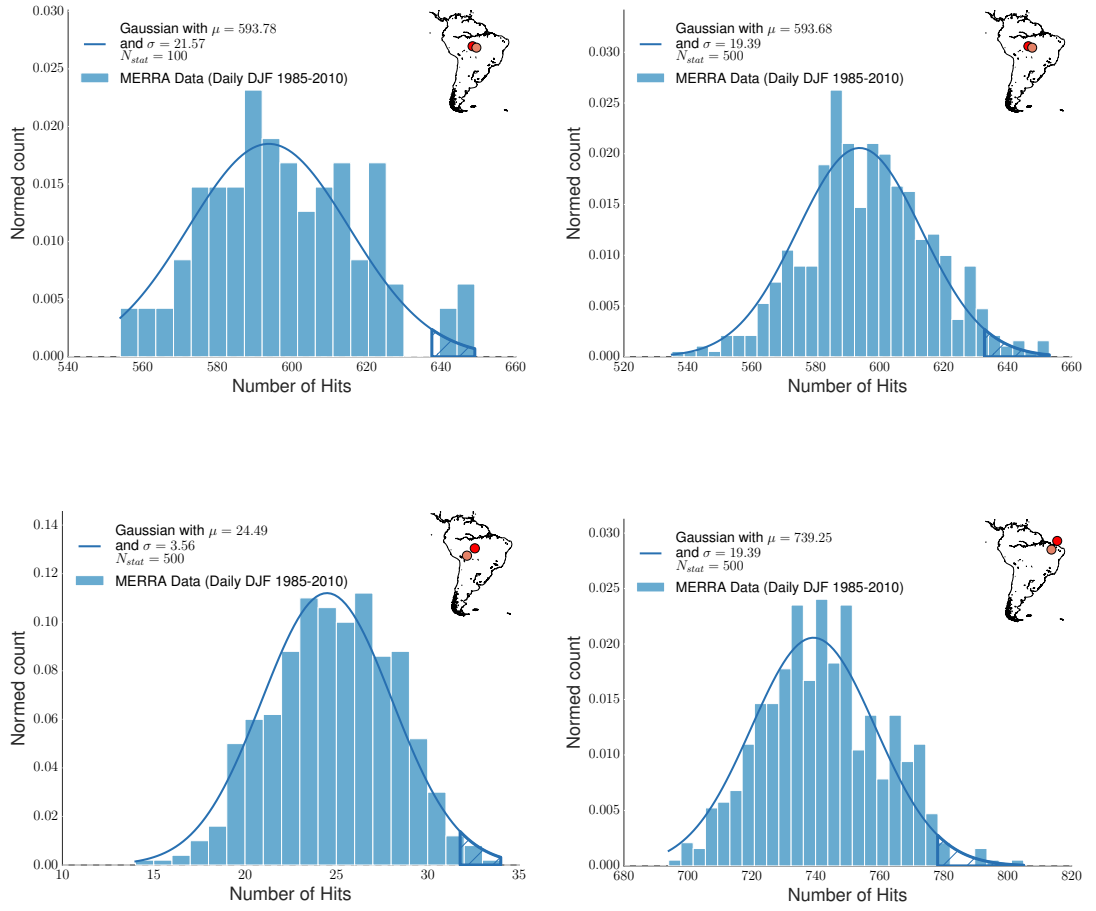 Gaussian with μ = 593.78
and σ = 21.57
N_stat = 100
MERRA Data (Daily DJF 1985-2010)
0.030
0.025
0.020
0.015
0.010
0.005
0.000
Normed count
540 560 580 600 620 640 660
Number of Hits
Gaussian with μ = 593.68
and σ = 19.39
N_stat = 500
MERRA Data (Daily DJF 1985-2010)
0.030
0.025
0.020
0.015
0.010
0.005
0.000
Normed count
520 540 560 580 600 620 640 660
Number of Hits
Gaussian with μ = 24.49
and σ = 3.56
N_stat = 500
MERRA Data (Daily DJF 1985-2010)
0.14
0.12
0.10
0.08
0.06
0.04
0.02
0.00
Normed count
10 15 20 25 30 35
Number of Hits
Gaussian with μ = 739.25
and σ = 19.39
N_stat = 500
MERRA Data (Daily DJF 1985-2010)
0.030
0.025
0.020
0.015
0.010
0.005
0.000
Normed count
680 700 720 740 760 780 800 820
Number of Hits